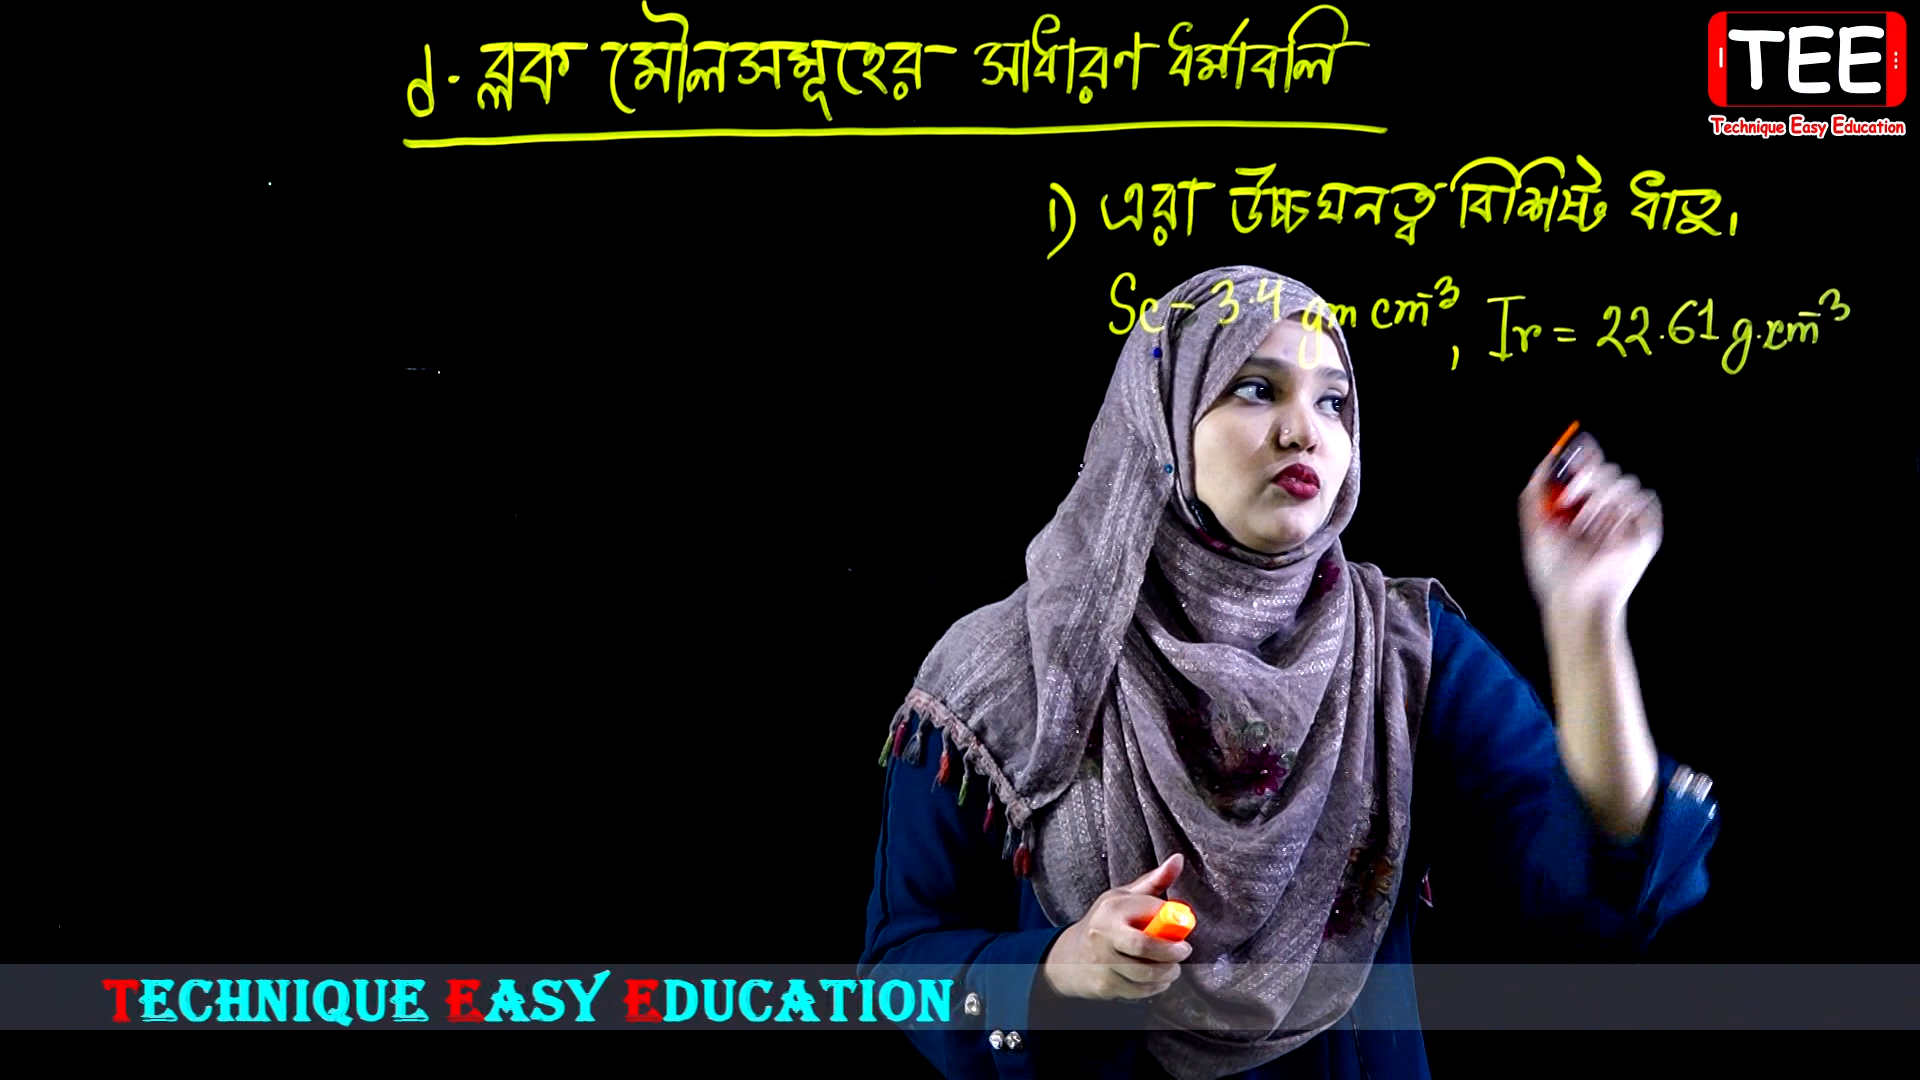 d-ব্লক মৌলসমূহের সাধারণ ধর্মাবলি
TEE
Technique Easy Education
১) এরা উচ্চঘনত্ব বিশিষ্ট ধাতু।
Sc - 3.4 gm cm⁻³, Ir = 22.61 g.cm⁻³
TECHNIQUE EASY EDUCATION